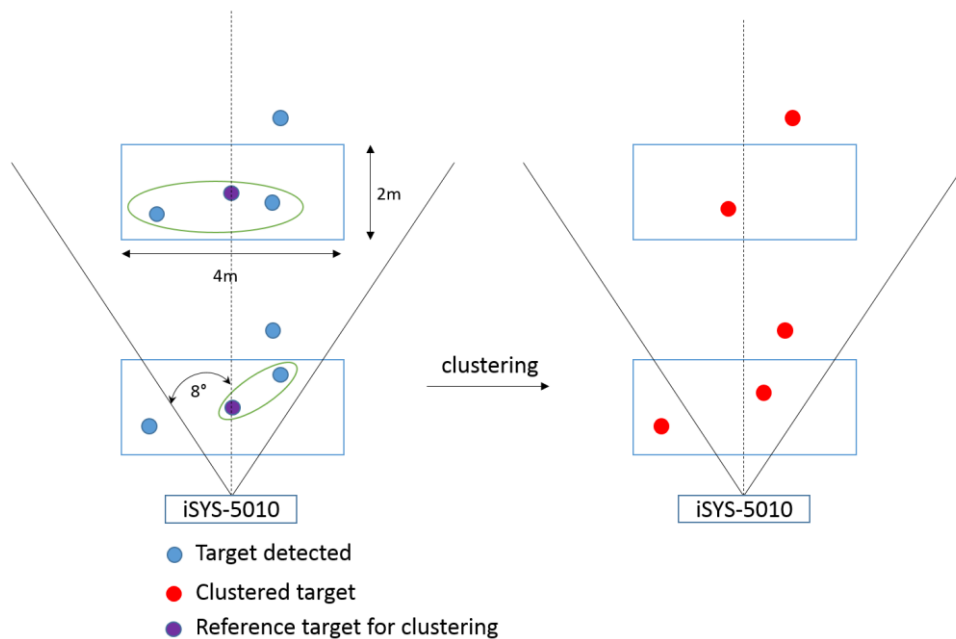 2m
4m
8°
clustering
iSYS-5010
iSYS-5010
Target detected
Clustered target
Reference target for clustering